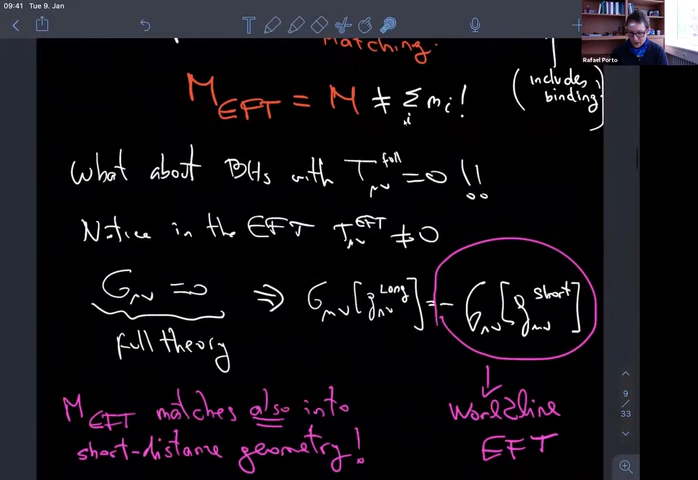 09:41 Tue 9. Jan
Matching.
M_EFT = M ≠ Σ_i m_i!
(includes binding)
Rafael Porto
What about BHs with T_μν^full = 0 !!
Notice in the EFT T_μν^EFT ≠ 0
G_μν = 0 ⇒ G_μν[g_μν^Long] = - G_μν[g_μν^short]
full theory
M_EFT matches also into
short-distance geometry!
Worldline
EFT
9
/
33